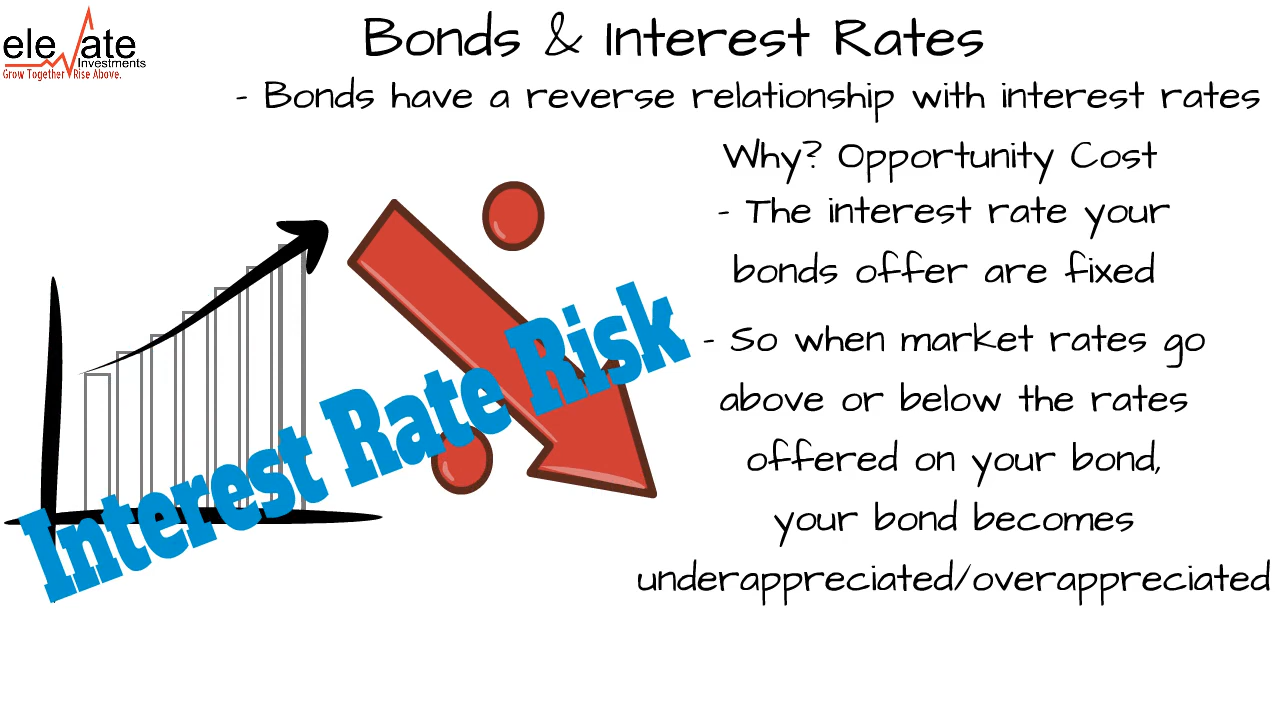 elevate
Investments
Grow Together Rise Above.
Bonds & Interest Rates
- Bonds have a reverse relationship with interest rates
Why? Opportunity Cost
- The interest rate your
bonds offer are fixed
- So when market rates go
above or below the rates
offered on your bond,
your bond becomes
underappreciated/overappreciated
Interest Rate Risk